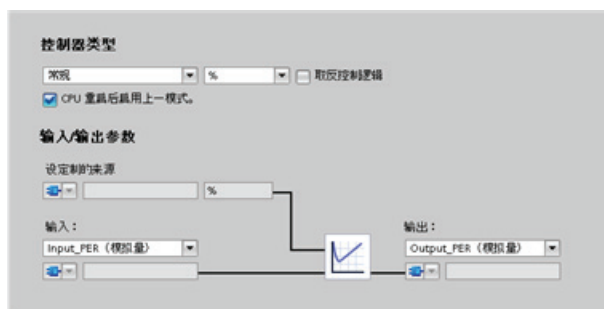 控制器类型
常规 % 取反控制逻辑
CPU 重启后启用上一模式。
输入/输出参数
设定制的来源
%
输入: 输出:
Input_PER (模拟量) Output_PER (模拟量)